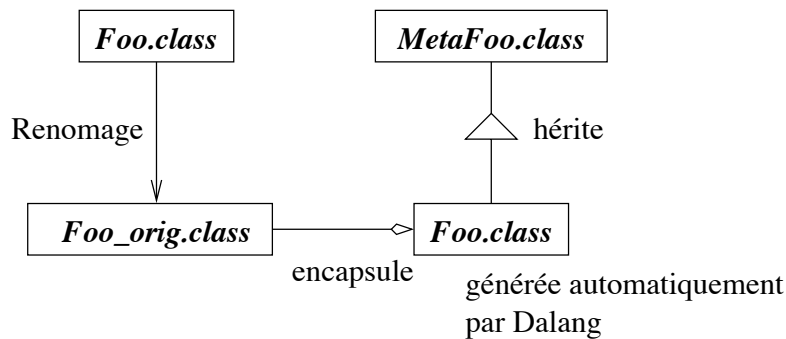 Foo.class
MetaFoo.class
Renomage
hérite
Foo_orig.class
Foo.class
encapsule
générée automatiquement
par Dalang